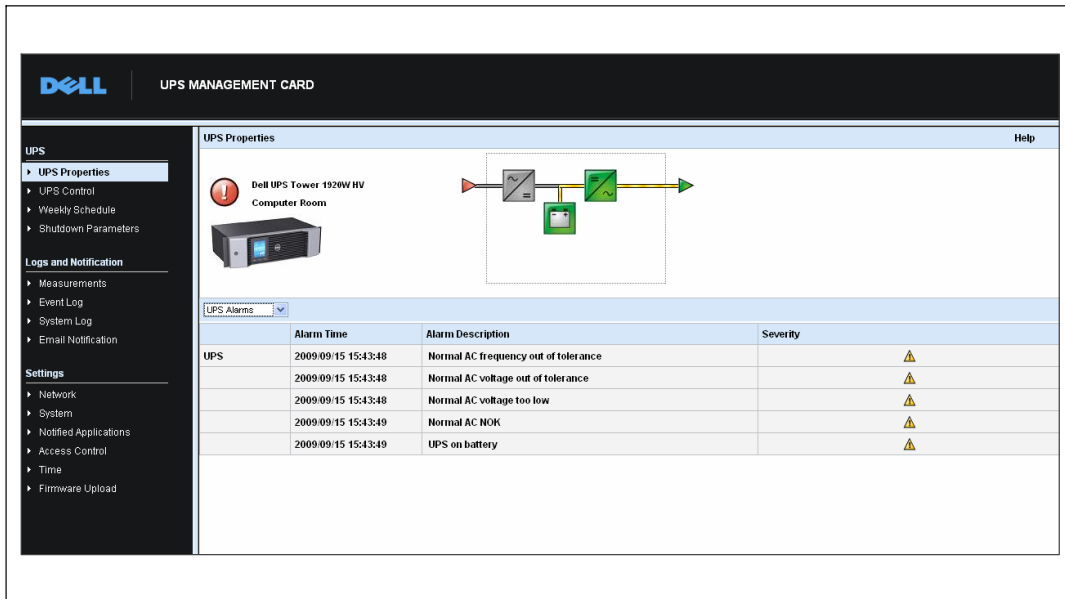 DELL
UPS MANAGEMENT CARD
UPS
UPS Properties
UPS Control
Weekly Schedule
Shutdown Parameters
Logs and Notification
Measurements
Event Log
System Log
Email Notification
Settings
Network
System
Notified Applications
Access Control
Time
Firmware Upload
UPS Properties Help
Dell UPS Tower 1920W HV
Computer Room
UPS Alarms
Alarm Time Alarm Description Severity
UPS 2009/09/15 15:43:48 Normal AC frequency out of tolerance
2009/09/15 15:43:48 Normal AC voltage out of tolerance
2009/09/15 15:43:48 Normal AC voltage too low
2009/09/15 15:43:49 Normal AC NOK
2009/09/15 15:43:49 UPS on battery